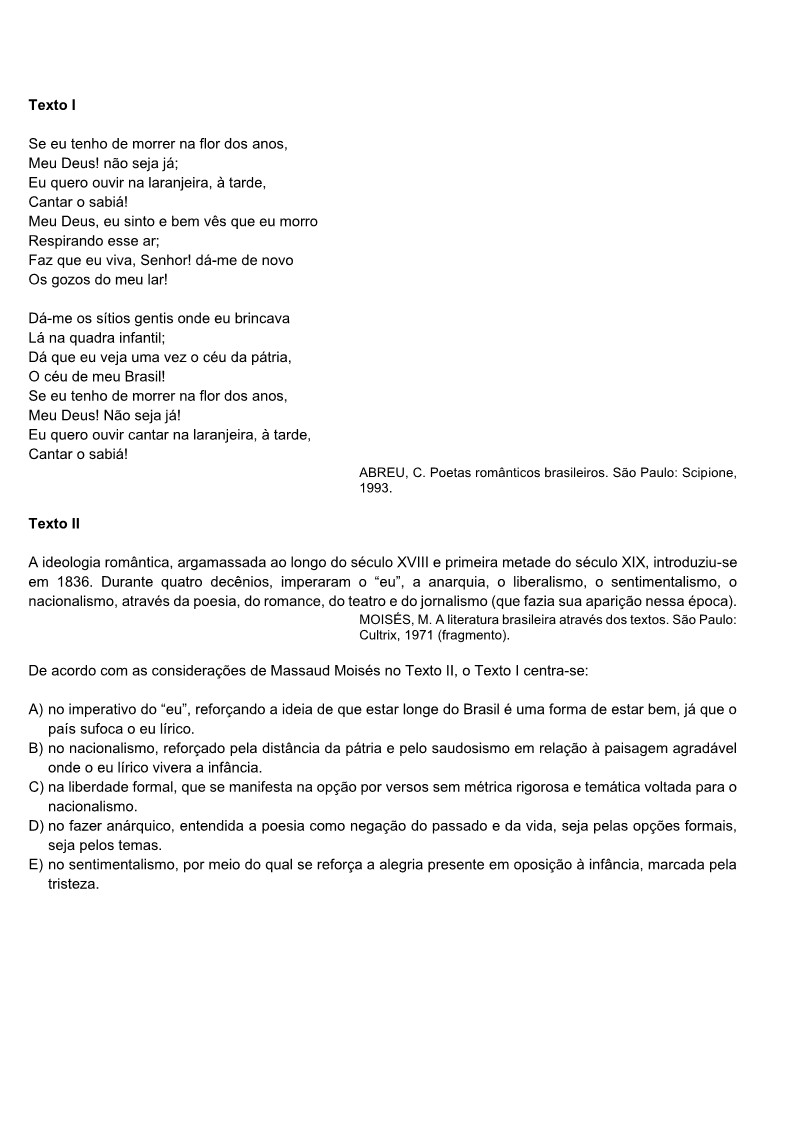 Texto I
Se eu tenho de morrer na flor dos anos,
Meu Deus! não seja já;
Eu quero ouvir na laranjeira, à tarde,
Cantar o sabiá!
Meu Deus, eu sinto e bem vês que eu morro
Respirando esse ar;
Faz que eu viva, Senhor! dá-me de novo
Os gozos do meu lar!
Dá-me os sítios gentis onde eu brincava
Lá na quadra infantil;
Dá que eu veja uma vez o céu da pátria,
O céu de meu Brasil!
Se eu tenho de morrer na flor dos anos,
Meu Deus! Não seja já!
Eu quero ouvir cantar na laranjeira, à tarde,
Cantar o sabiá!
ABREU, C. Poetas românticos brasileiros. São Paulo: Scipione,
1993.
Texto II
A ideologia romântica, argamassada ao longo do século XVIII e primeira metade do século XIX, introduziu-se
em 1836. Durante quatro decênios, imperaram o “eu”, a anarquia, o liberalismo, o sentimentalismo, o
nacionalismo, através da poesia, do romance, do teatro e do jornalismo (que fazia sua aparição nessa época).
MOISÉS, M. A literatura brasileira através dos textos. São Paulo:
Cultrix, 1971 (fragmento).
De acordo com as considerações de Massaud Moisés no Texto II, o Texto I centra-se:
A) no imperativo do “eu”, reforçando a ideia de que estar longe do Brasil é uma forma de estar bem, já que o
país sufoca o eu lírico.
B) no nacionalismo, reforçado pela distância da pátria e pelo saudosismo em relação à paisagem agradável
onde o eu lírico vivera a infância.
C) na liberdade formal, que se manifesta na opção por versos sem métrica rigorosa e temática voltada para o
nacionalismo.
D) no fazer anárquico, entendida a poesia como negação do passado e da vida, seja pelas opções formais,
seja pelos temas.
E) no sentimentalismo, por meio do qual se reforça a alegria presente em oposição à infância, marcada pela
tristeza.